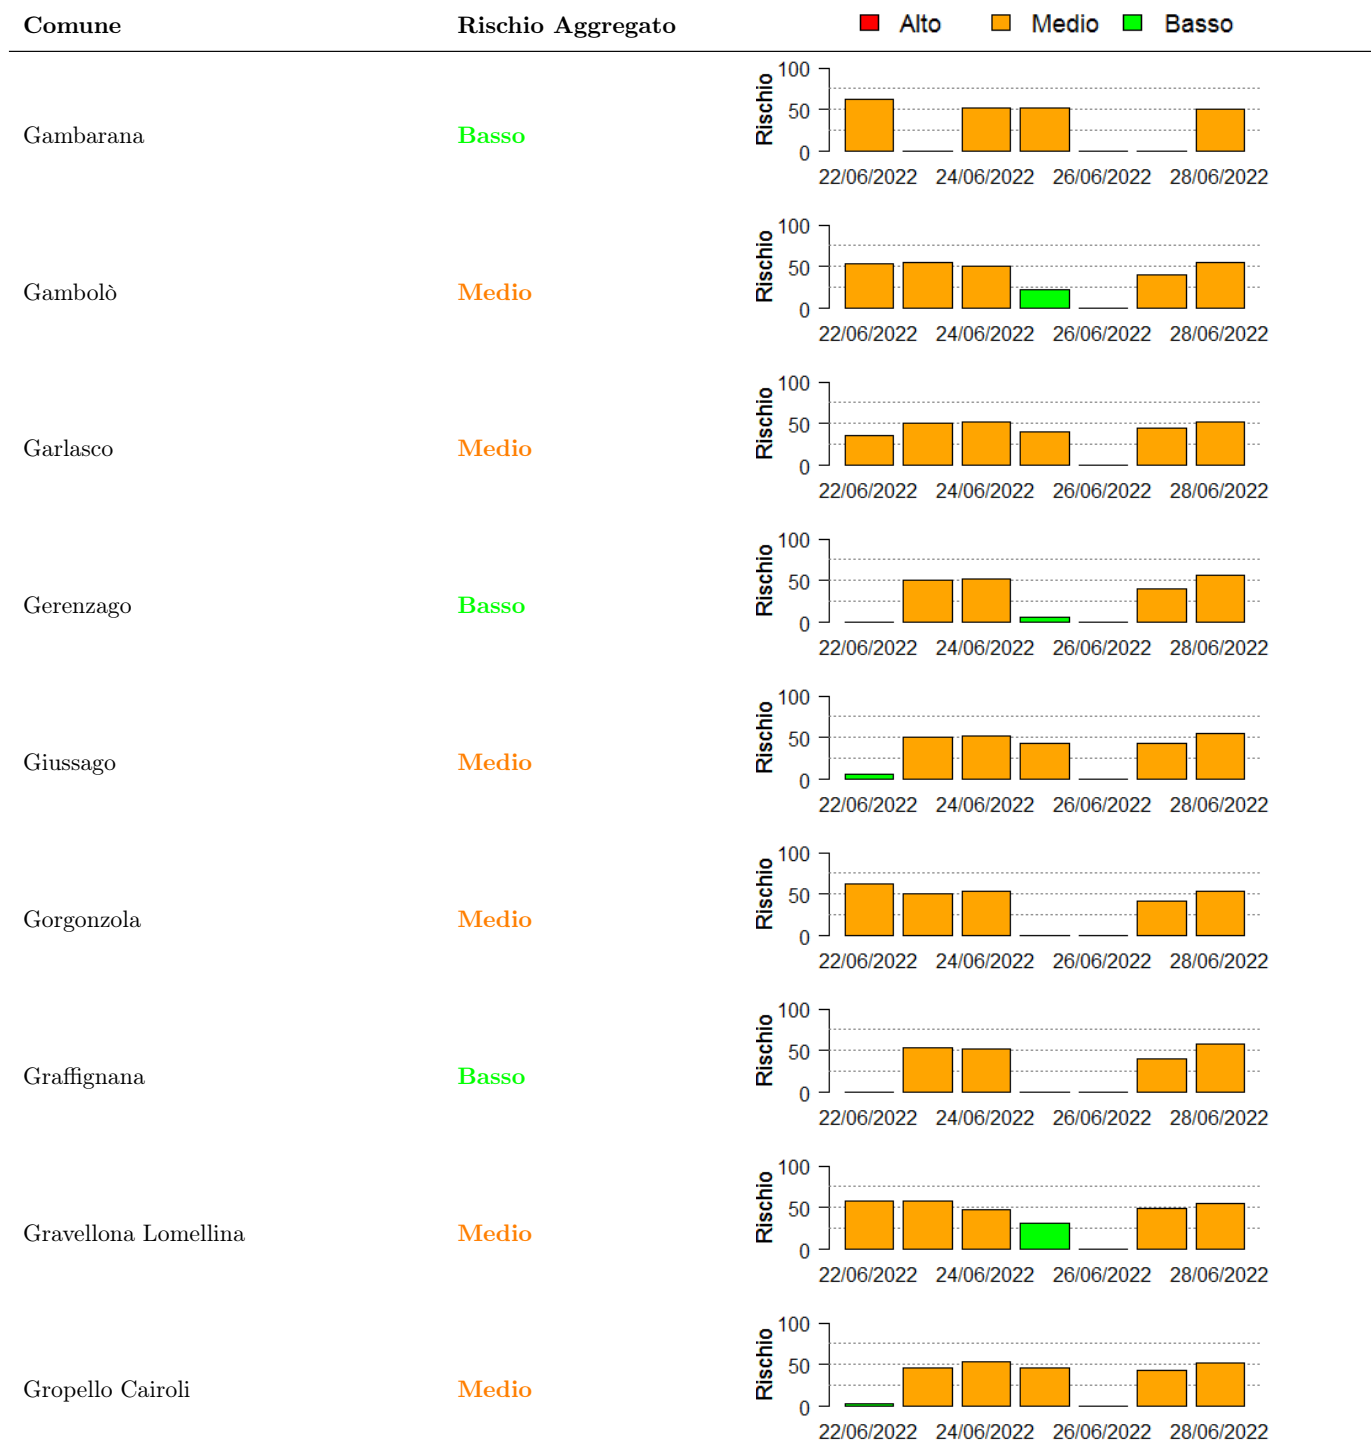 Comune Rischio Aggregato Alto Medio Basso
Gambarana Basso Rischio 100 50 0
22/06/2022 24/06/2022 26/06/2022 28/06/2022
Gambolò Medio Rischio 100 50 0
22/06/2022 24/06/2022 26/06/2022 28/06/2022
Garlasco Medio Rischio 100 50 0
22/06/2022 24/06/2022 26/06/2022 28/06/2022
Gerenzago Basso Rischio 100 50 0
22/06/2022 24/06/2022 26/06/2022 28/06/2022
Giussago Medio Rischio 100 50 0
22/06/2022 24/06/2022 26/06/2022 28/06/2022
Gorgonzola Medio Rischio 100 50 0
22/06/2022 24/06/2022 26/06/2022 28/06/2022
Graffignana Basso Rischio 100 50 0
22/06/2022 24/06/2022 26/06/2022 28/06/2022
Gravellona Lomellina Medio Rischio 100 50 0
22/06/2022 24/06/2022 26/06/2022 28/06/2022
Gropello Cairoli Medio Rischio 100 50 0
22/06/2022 24/06/2022 26/06/2022 28/06/2022